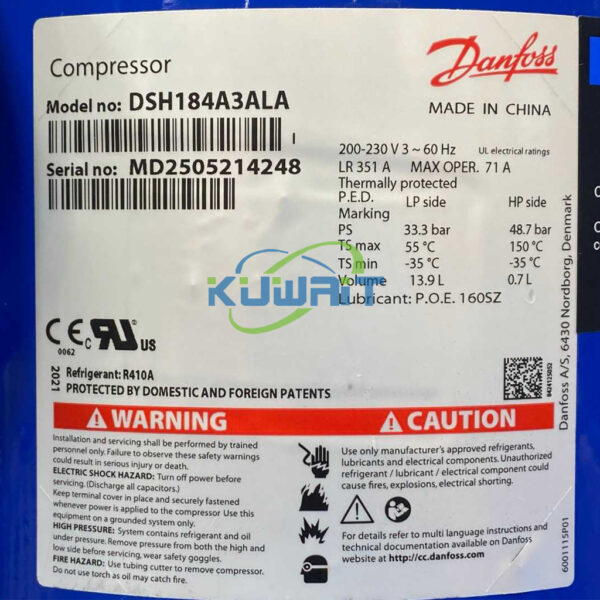 Danfoss
Compressor
Model no: DSH184A3ALA
MADE IN CHINA
Serial no: MD2505214248
200-230 V 3 ~ 60 Hz UL electrical ratings
LR 351 A MAX OPER. 71 A
Thermally protected
P.E.D. LP side HP side
Marking
PS 33.3 bar 48.7 bar
TS max 55 °C 150 °C
TS min -35 °C -35 °C
Volume 13.9 L 0.7 L
Lubricant: P.O.E. 160SZ
KUWAIT
CE
0062
c RU US
2021
Refrigerant: R410A
PROTECTED BY DOMESTIC AND FOREIGN PATENTS
Danfoss A/S, 6430 Nordborg, Denmark
WARNING
Installation and servicing shall be performed by trained
personnel only. Failure to observe these safety warnings
could result in serious injury or death.
ELECTRIC SHOCK HAZARD: Turn off power before
servicing. (Discharge all capacitors.)
Keep terminal cover in place and securely fastened
whenever power is applied to the compressor Use this
equipment on a grounded system only.
HIGH PRESSURE: System contains refrigerant and oil
under pressure. Remove pressure from both the high and
low side before servicing, wear safety goggles.
FIRE HAZARD: Use tubing cutter to remove compressor.
Do not use torch as oil may catch fire.
CAUTION
Use only manufacturer's approved refrigerants,
lubricants and electrical components. Unauthorized
refrigerant / lubricant / electrical component could
cause fires, explosions, electrical shorting.
For details refer to multi language instructions and
technical documentation available on Danfoss
website at http://cc.danfoss.com
6001115P01